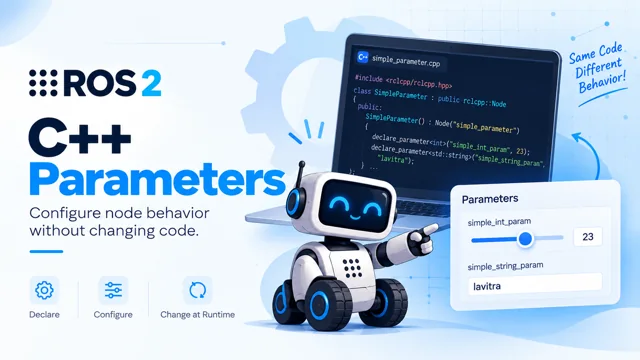 ROS 2
C++
Parameters
Configure node behavior
without changing code.
Declare
Configure
Change at Runtime
simple_parameter.cpp
#include <rclcpp/rclcpp.hpp>
class SimpleParameter : public rclcpp::Node
{
public:
SimpleParameter() : Node("simple_parameter")
{
declare_parameter<int>("simple_int_param", 23);
declare_parameter<std::string>("simple_string_param",
"lavitra");
}
...
Same Code
Different
Behavior!
Parameters
simple_int_param
23
simple_string_param
lavitra